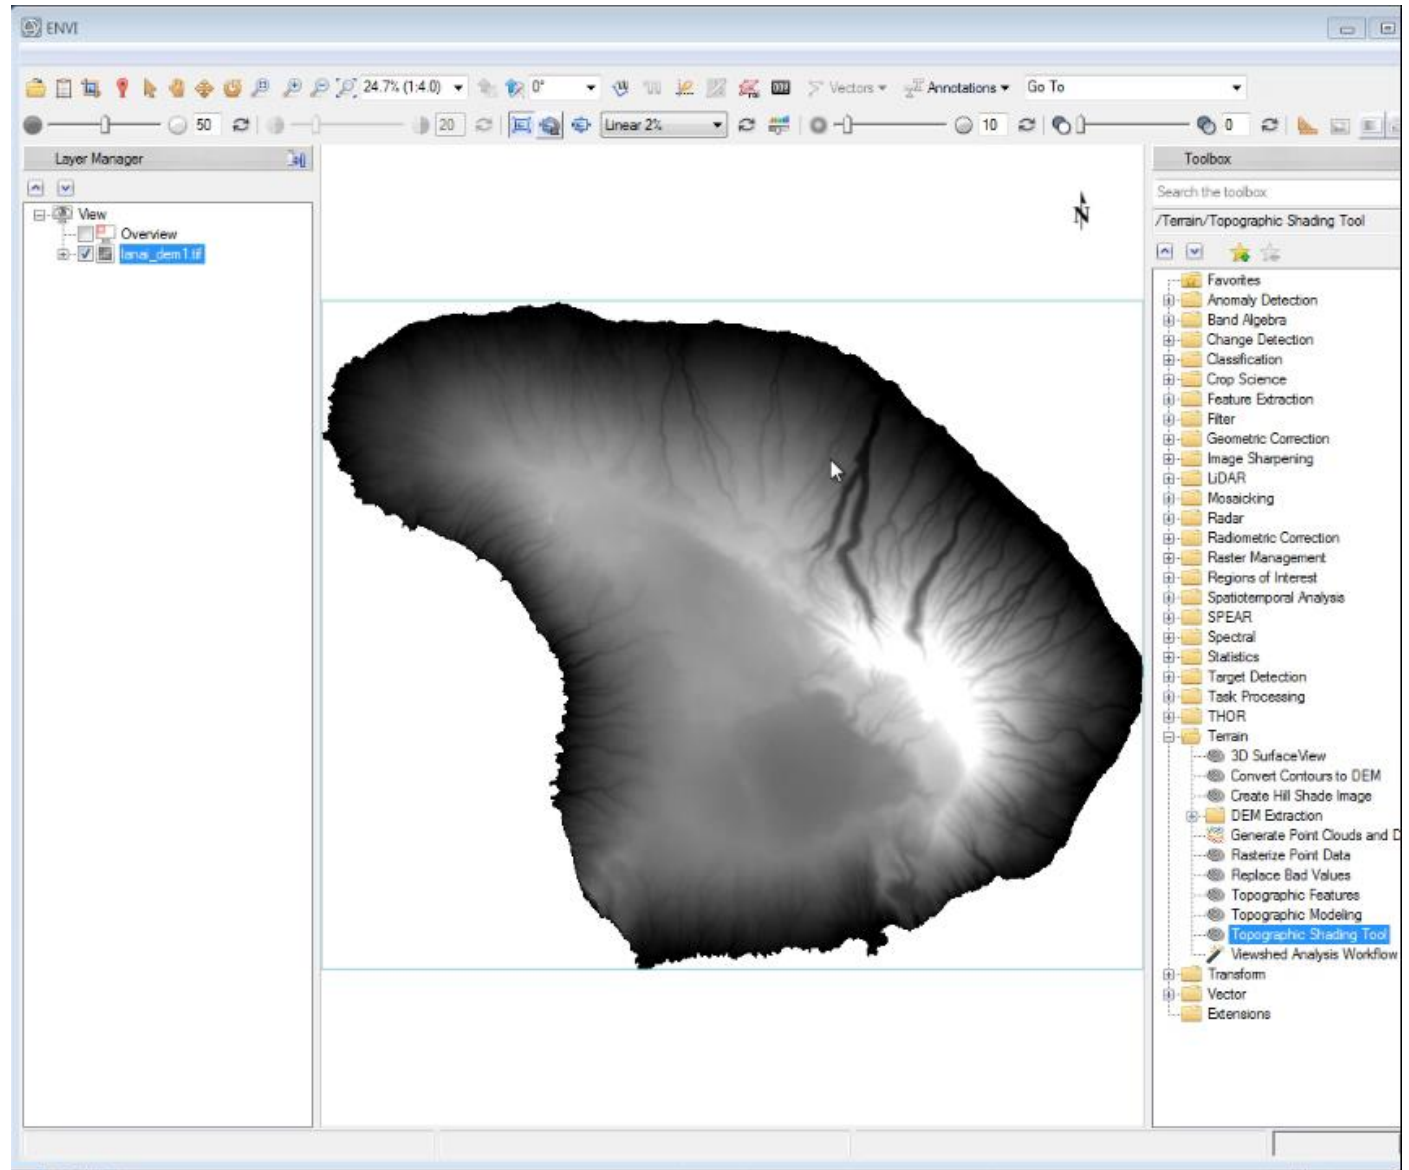 ENVI
24.7% (1:4.0)
0°
Vectors
Annotations
Go To
50
20
Linear 2%
10
0
Layer Manager
View
Overview
lanai_dem1.tif
N
Toolbox
Search the toolbox
/Terrain/Topographic Shading Tool
Favorites
Anomaly Detection
Band Algebra
Change Detection
Classification
Crop Science
Feature Extraction
Filter
Geometric Correction
Image Sharpening
LiDAR
Mosaicking
Radar
Radiometric Correction
Raster Management
Regions of Interest
Spatiotemporal Analysis
SPEAR
Spectral
Statistics
Target Detection
Task Processing
THOR
Terrain
3D SurfaceView
Convert Contours to DEM
Create Hill Shade Image
DEM Extraction
Generate Point Clouds and D
Rasterize Point Data
Replace Bad Values
Topographic Features
Topographic Modeling
Topographic Shading Tool
Viewshed Analysis Workflow
Transform
Vector
Extensions